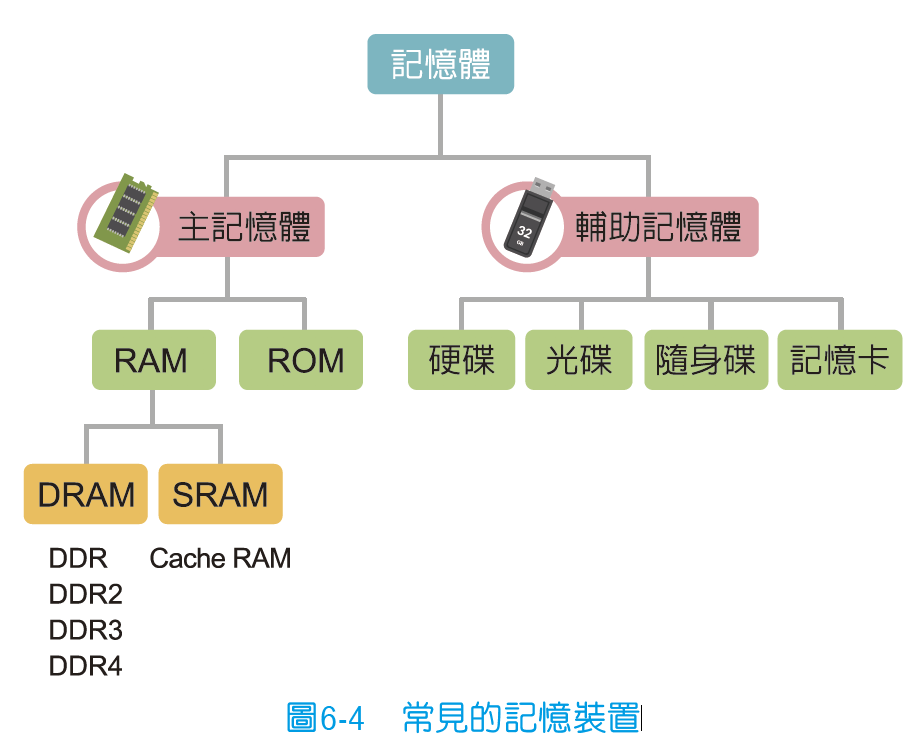 記憶體
主記憶體
輔助記憶體
32
GB
RAM
ROM
硬碟
光碟
隨身碟
記憶卡
DRAM
SRAM
DDR
Cache RAM
DDR2
DDR3
DDR4
圖6-4 常見的記憶裝置